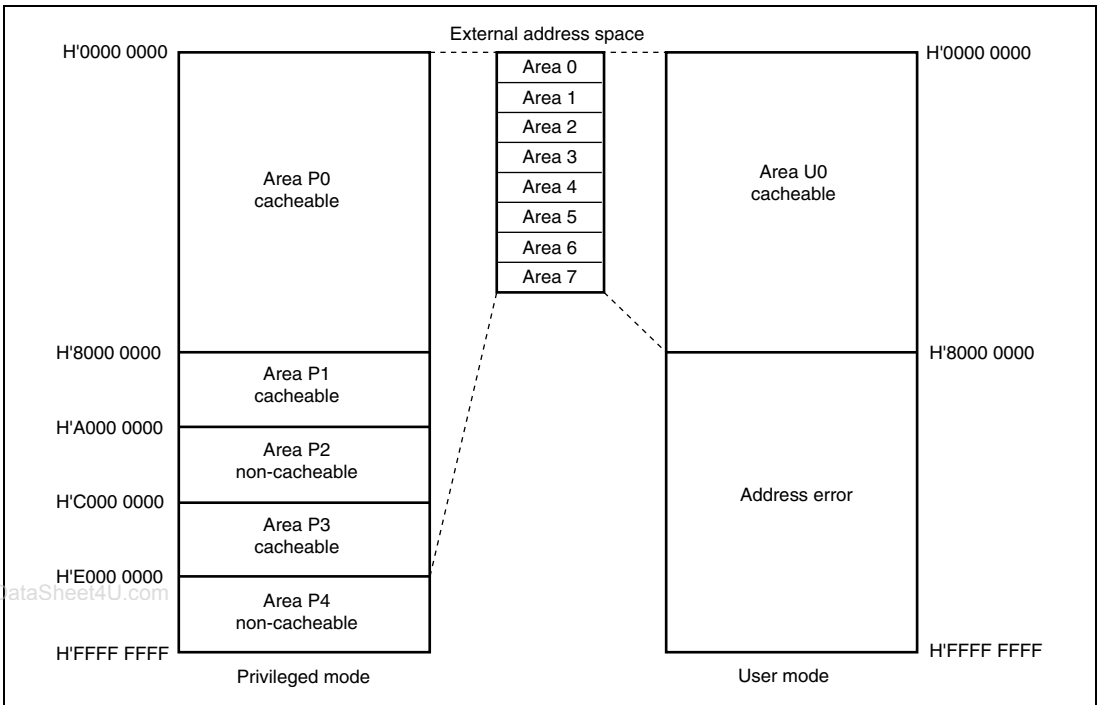 External address space
H'0000 0000
H'0000 0000
Area 0
Area 1
Area 2
Area 3
Area 4
Area 5
Area 6
Area 7
Area P0
cacheable
Area U0
cacheable
H'8000 0000
H'8000 0000
Area P1
cacheable
H'A000 0000
Area P2
non-cacheable
H'C000 0000
Area P3
cacheable
Address error
H'E000 0000
Area P4
non-cacheable
DataSheet4U.com
H'FFFF FFFF
H'FFFF FFFF
Privileged mode
User mode